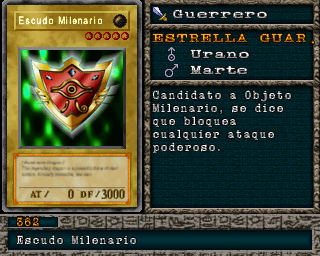 Escudo Milenario
AT/ 0 DF/3000
Guerrero
ESTRELLA GUAR.
Urano
Marte
Candidato a Objeto
Milenario, se dice
que bloquea
cualquier ataque
poderoso.
362
Escudo Milenario